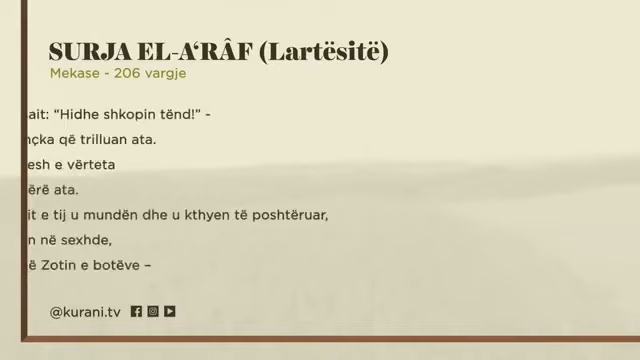 SURJA EL-A‘RÂF (Lartësitë)
Mekase - 206 vargje
ait: “Hidhe shkopin tënd!” -
çka që trilluan ata.
esh e vërteta
ërë ata.
it e tij u mundën dhe u kthyen të poshtëruar,
n në sexhde,
ë Zotin e botëve –
@kurani.tv